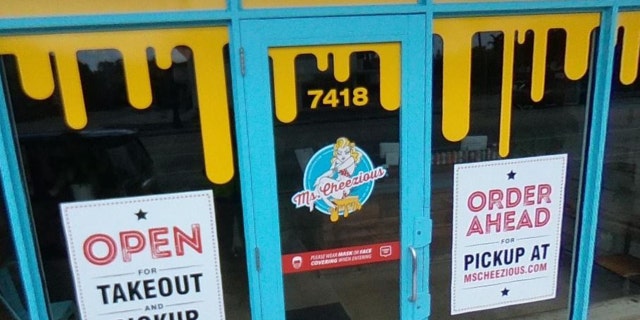 7418
Ms. Cheezious
PLEASE WEAR MASK OR FACE
COVERING WHEN ENTERING
OPEN
FOR
TAKEOUT
AND
PICKUP
ORDER
AHEAD
FOR
PICKUP AT
MSCHEEZIOUS.COM